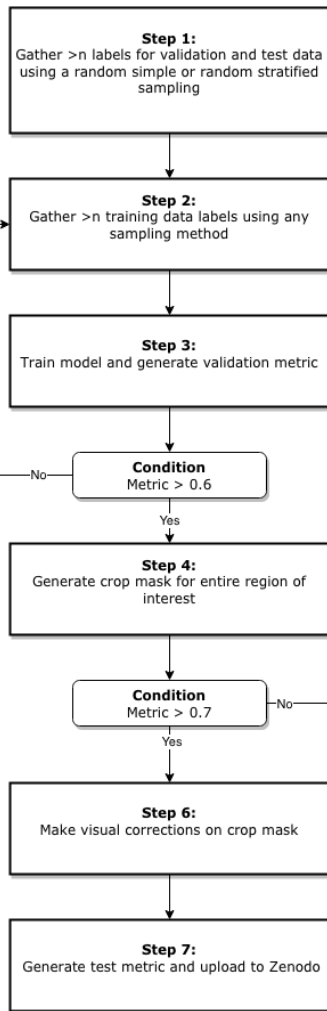 Step 1:
Gather >n labels for validation and test data
using a random simple or random stratified
sampling
Step 2:
Gather >n training data labels using any
sampling method
Step 3:
Train model and generate validation metric
No
Condition
Metric > 0.6
Yes
Step 4:
Generate crop mask for entire region of
interest
Condition
Metric > 0.7
No
Yes
Step 6:
Make visual corrections on crop mask
Step 7:
Generate test metric and upload to Zenodo